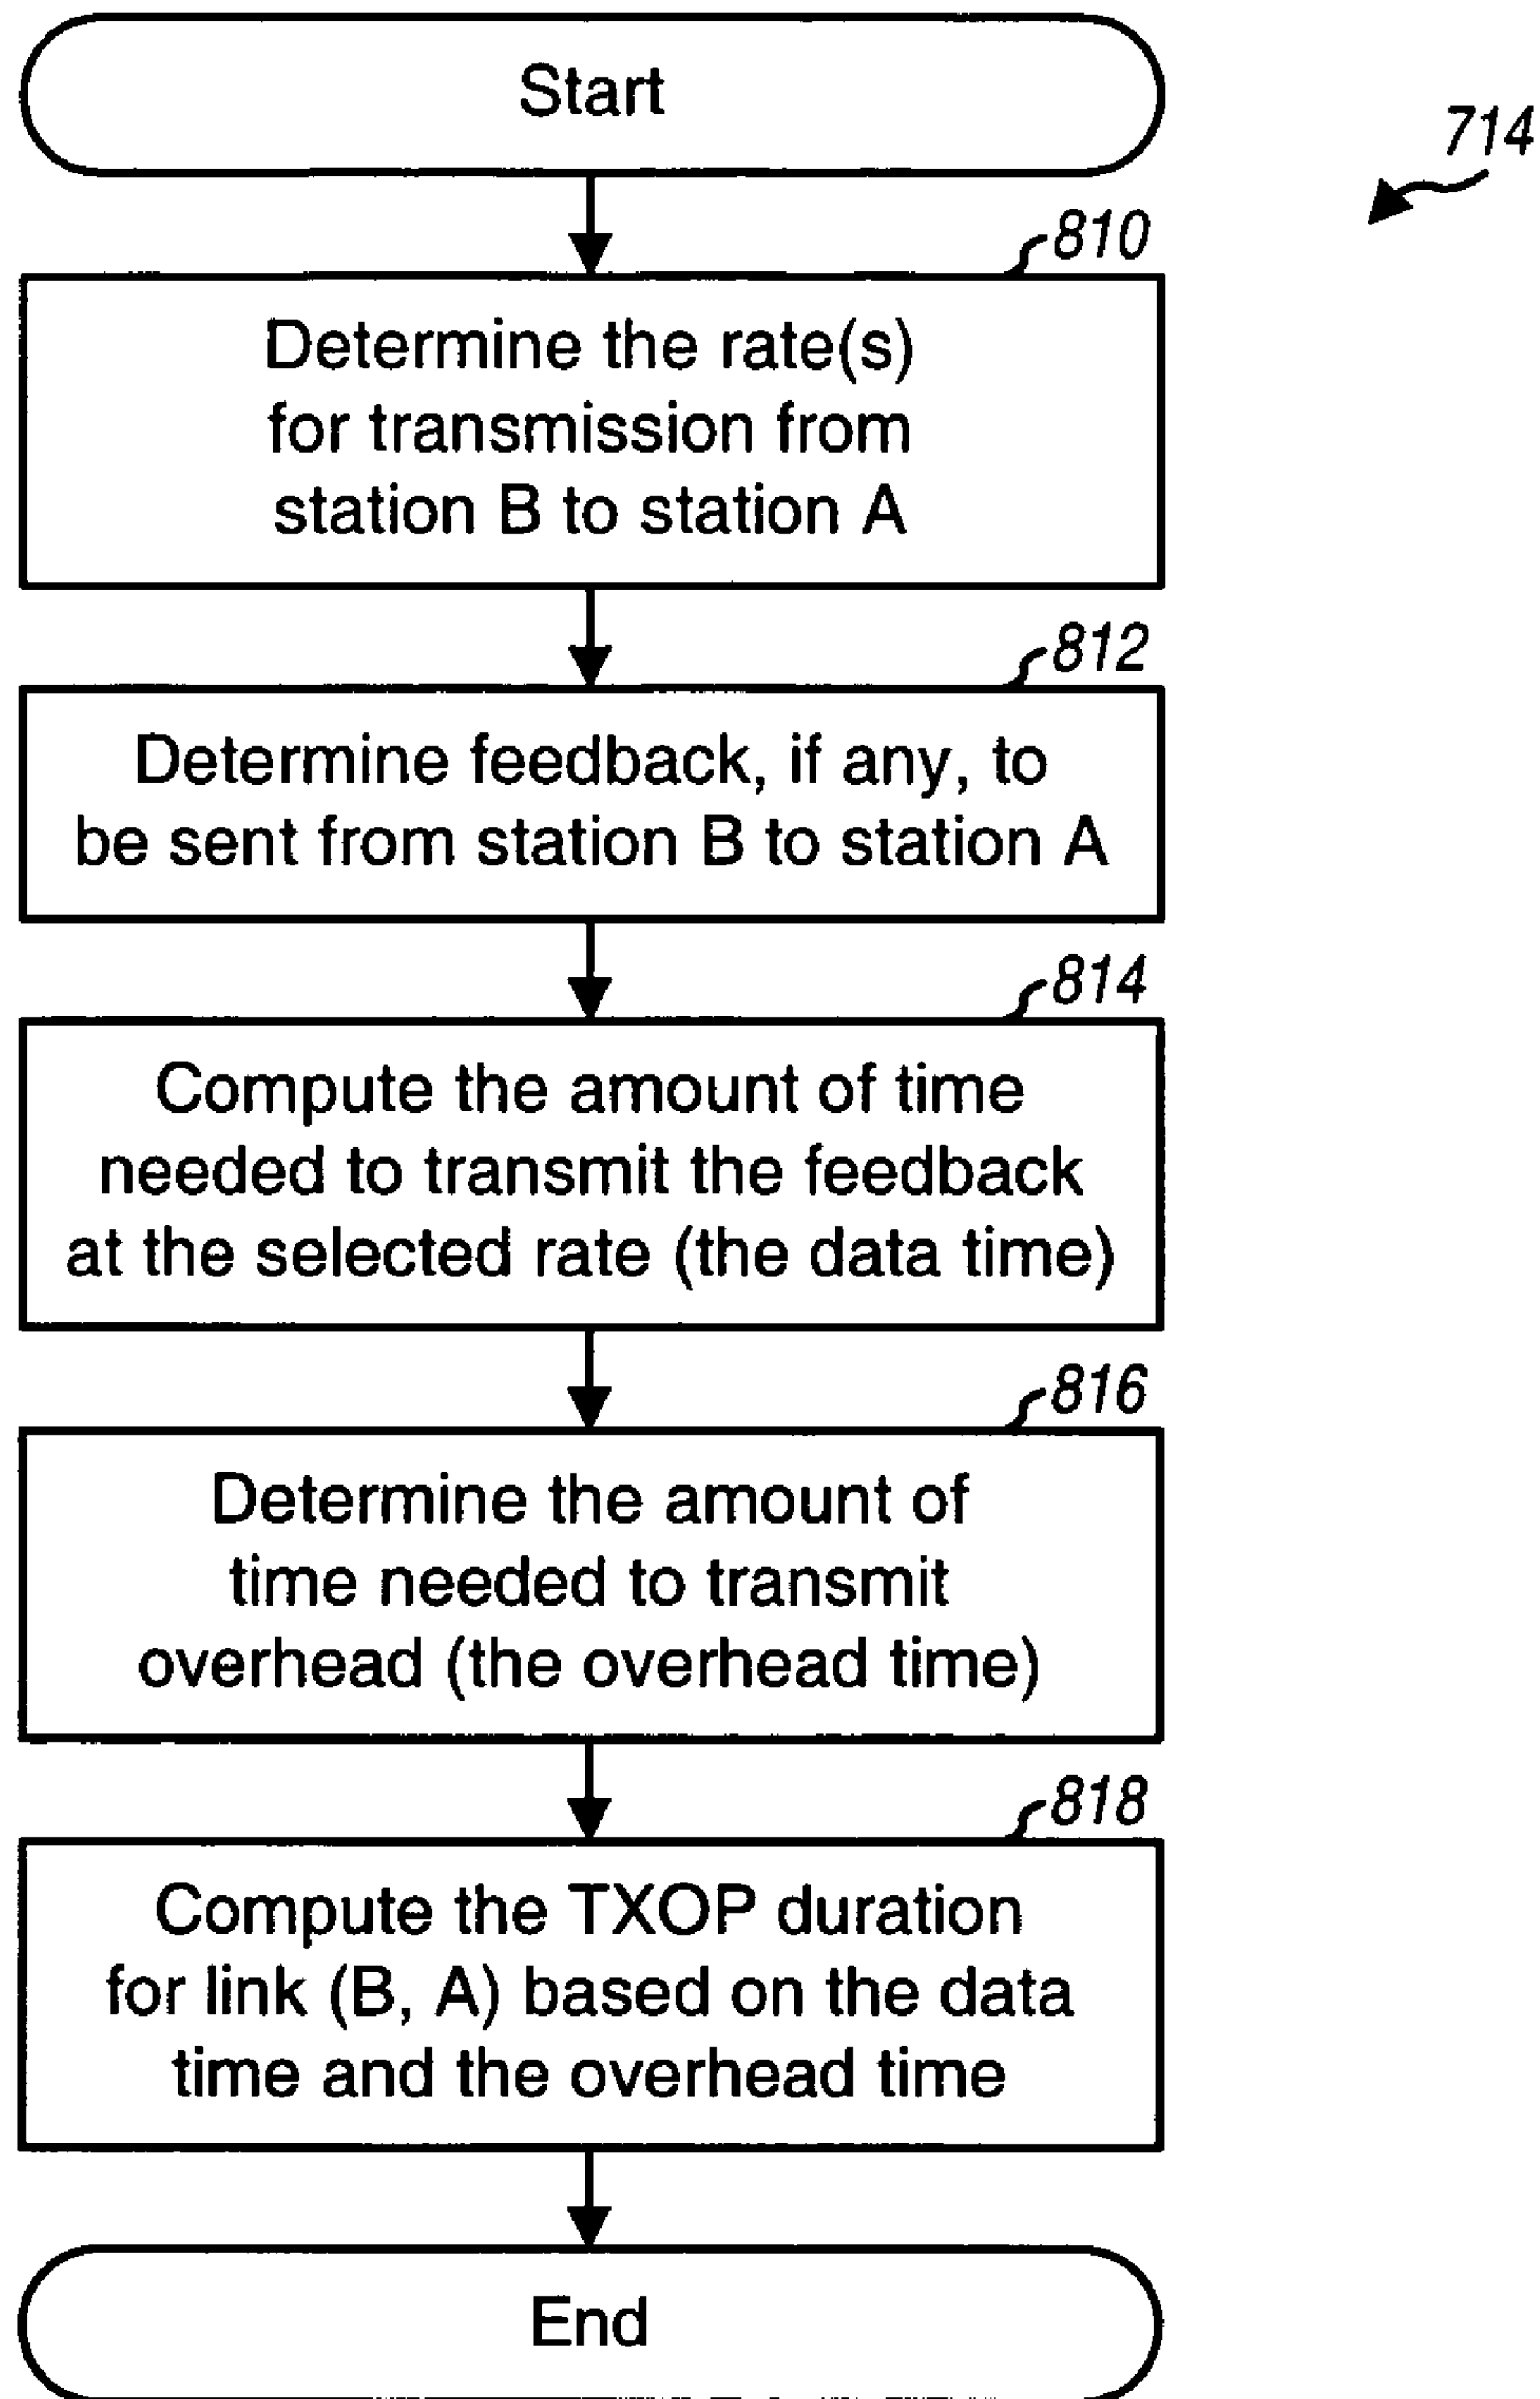 Start
714
810
Determine the rate(s)
for transmission from
station B to station A
812
Determine feedback, if any, to
be sent from station B to station A
814
Compute the amount of time
needed to transmit the feedback
at the selected rate (the data time)
816
Determine the amount of
time needed to transmit
overhead (the overhead time)
818
Compute the TXOP duration
for link (B, A) based on the data
time and the overhead time
End